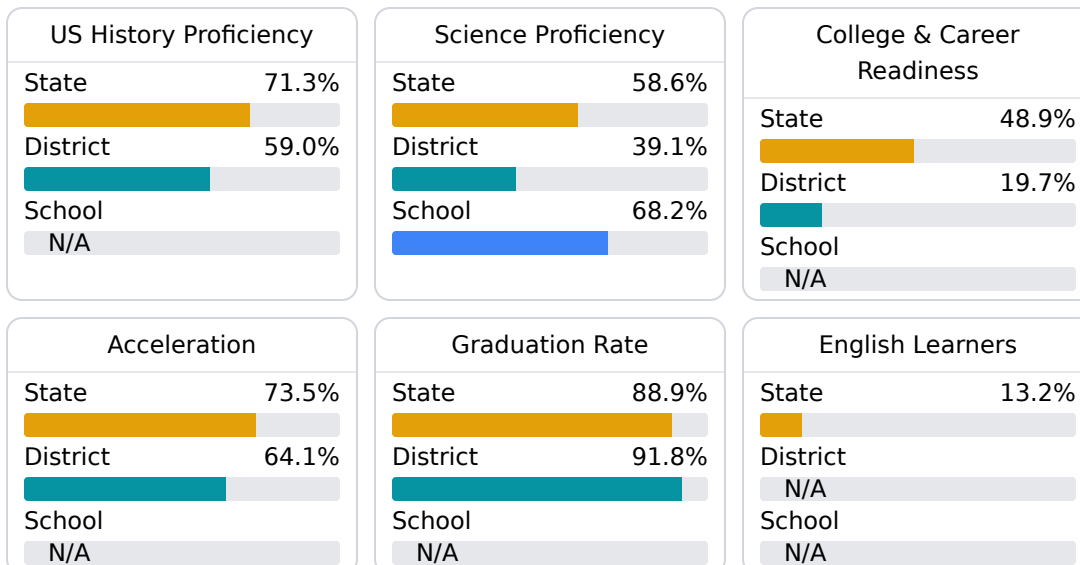 US History Proficiency
State 71.3%
District 59.0%
School
N/A
Science Proficiency
State 58.6%
District 39.1%
School 68.2%
College & Career
Readiness
State 48.9%
District 19.7%
School
N/A
Acceleration
State 73.5%
District 64.1%
School
N/A
Graduation Rate
State 88.9%
District 91.8%
School
N/A
English Learners
State 13.2%
District
N/A
School
N/A